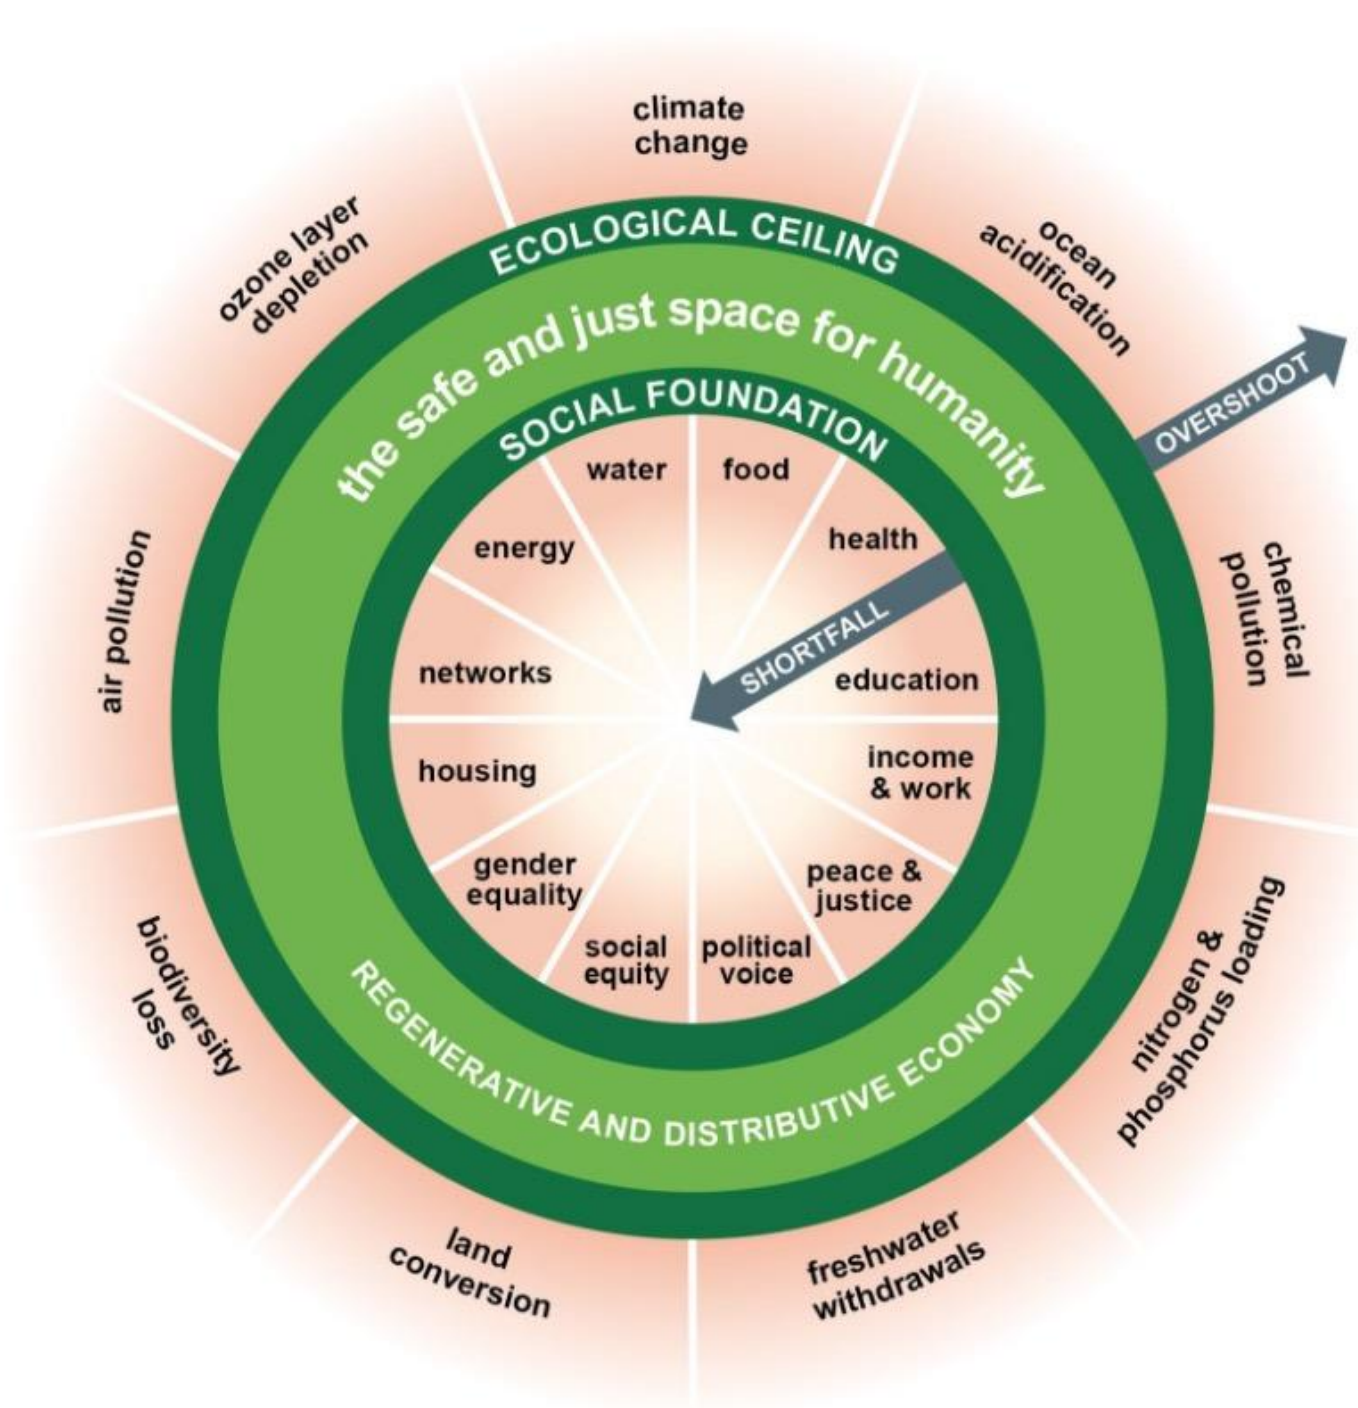 climate
change
ozone layer
depletion
ocean
acidification
ECOLOGICAL CEILING
the safe and just space for humanity
OVERSHOOT
SOCIAL FOUNDATION
water
food
energy
health
SHORTFALL
networks
education
housing
income
& work
gender
equality
peace &
justice
social
equity
political
voice
air pollution
chemical
pollution
biodiversity
loss
nitrogen &
phosphorus loading
REGENERATIVE AND DISTRIBUTIVE ECONOMY
land
conversion
freshwater
withdrawals